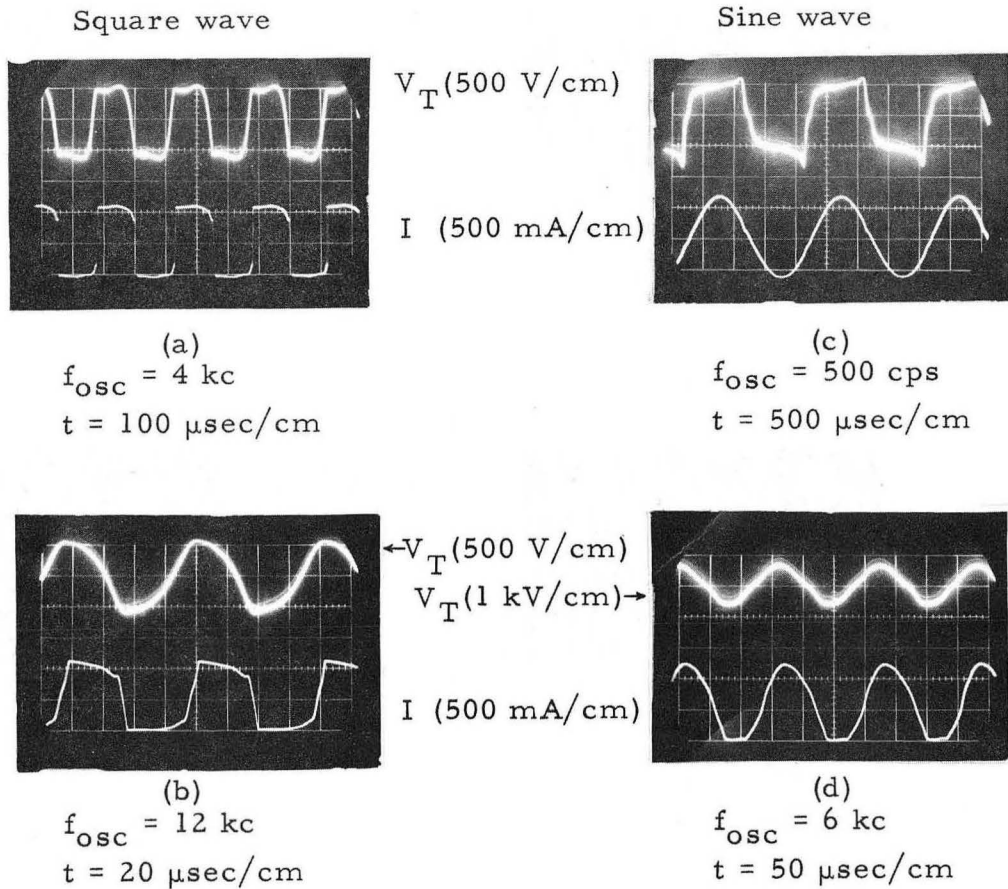 Square wave
Sine wave
V_T (500 V/cm)
I (500 mA/cm)
(a)
f_osc = 4 kc
t = 100 μsec/cm
(c)
f_osc = 500 cps
t = 500 μsec/cm
←V_T (500 V/cm)
V_T (1 kV/cm)→
I (500 mA/cm)
(b)
f_osc = 12 kc
t = 20 μsec/cm
(d)
f_osc = 6 kc
t = 50 μsec/cm